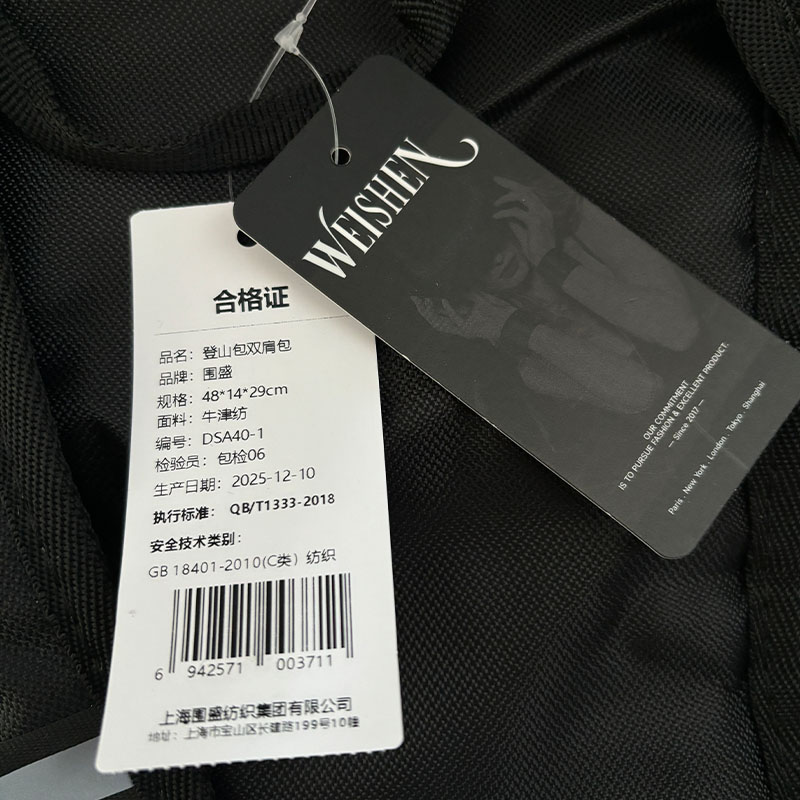 WEISHEN
OUR COMMITMENT
IS TO PURSUE FASHION & EXCELLENT PRODUCT.
— Since 2017 —
Paris . New York . London . Tokyo . Shanghai
合格证
品名：登山包双肩包
品牌：围盛
规格：48*14*29cm
面料：牛津纺
编号：DSA40-1
检验员：包检06
生产日期：2025-12-10
执行标准： QB/T1333-2018
安全技术类别：
GB 18401-2010(C类）纺织
6 942571 003711
上海围盛纺织集团有限公司
地址：上海市宝山区长建路199号10幢